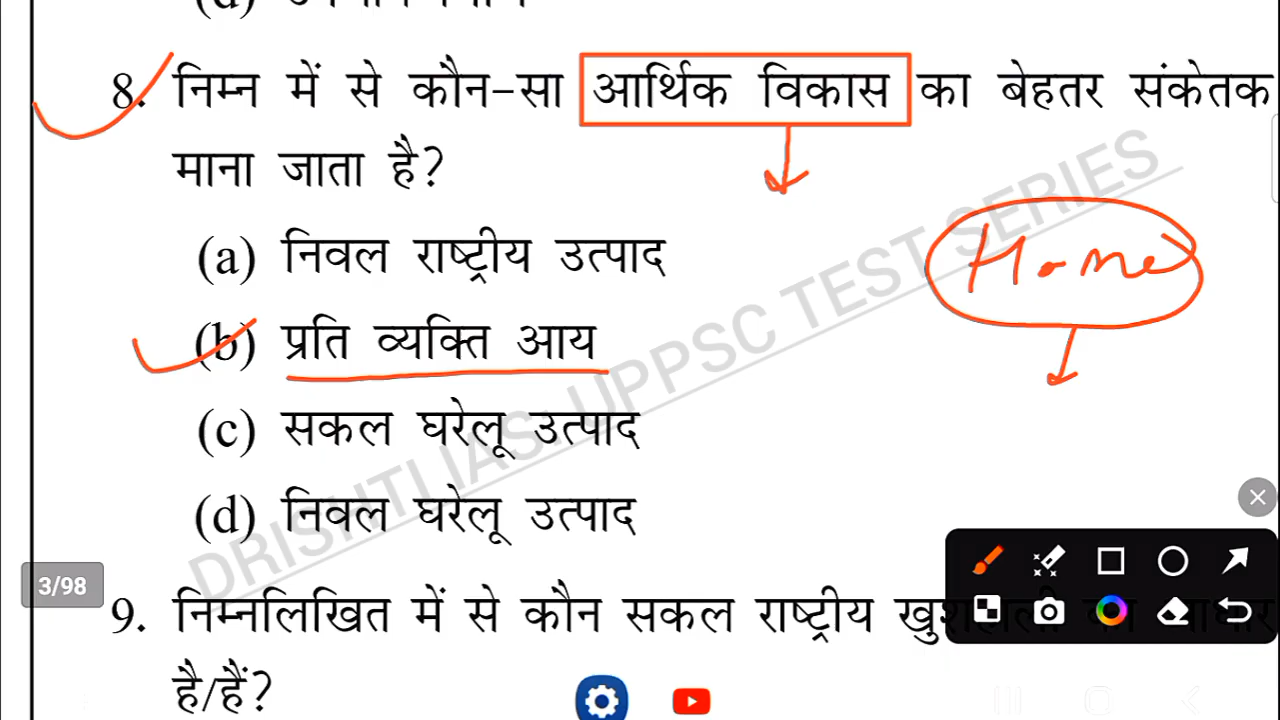 8. निम्न में से कौन-सा आर्थिक विकास का बेहतर संकेतक
माना जाता है?
(a) निवल राष्ट्रीय उत्पाद
Home
(b) प्रति व्यक्ति आय
(c) सकल घरेलू उत्पाद
(d) निवल घरेलू उत्पाद
DRISHTI IAS: UPPSC TEST SERIES
3/98
9. निम्नलिखित में से कौन सकल राष्ट्रीय
है/हैं?